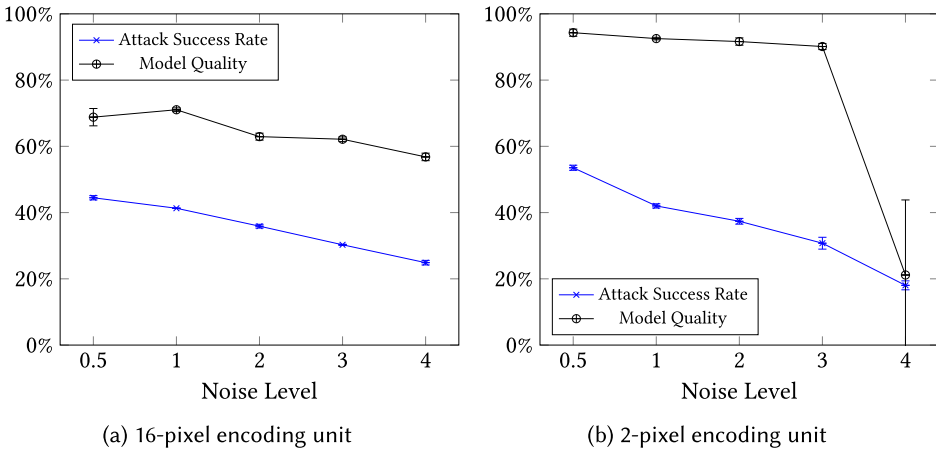 100%
80%
60%
40%
20%
0%
Attack Success Rate
Model Quality
0.5 1 2 3 4
Noise Level
(a) 16-pixel encoding unit
100%
80%
60%
40%
20%
0%
Attack Success Rate
Model Quality
0.5 1 2 3 4
Noise Level
(b) 2-pixel encoding unit